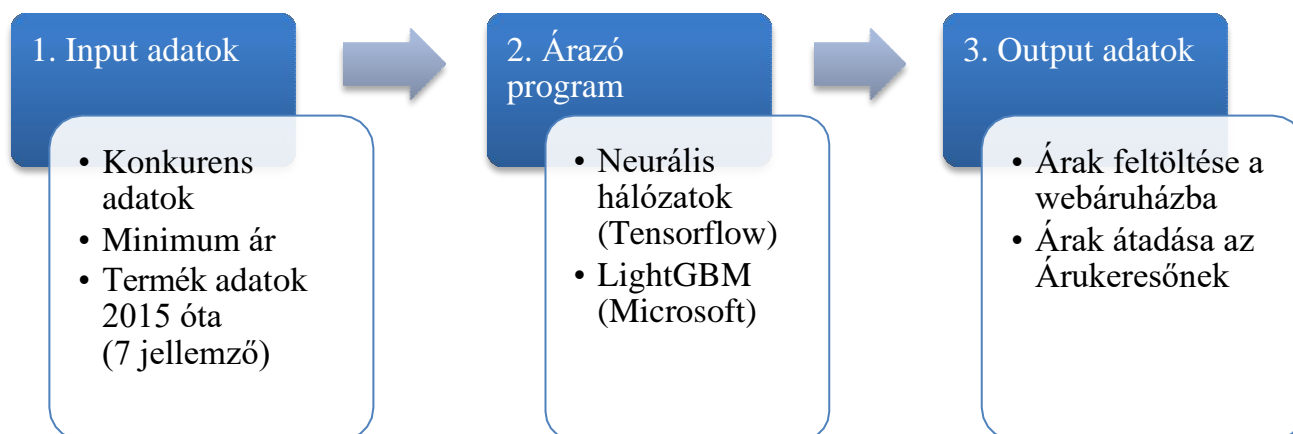 1. Input adatok
• Konkurens
adatok
• Minimum ár
• Termék adatok
2015 óta
(7 jellemző)
2. Árazó
program
• Neurális
hálózatok
(Tensorflow)
• LightGBM
(Microsoft)
3. Output adatok
• Árak feltöltése a
webáruházba
• Árak átadása az
Árukeresőnek